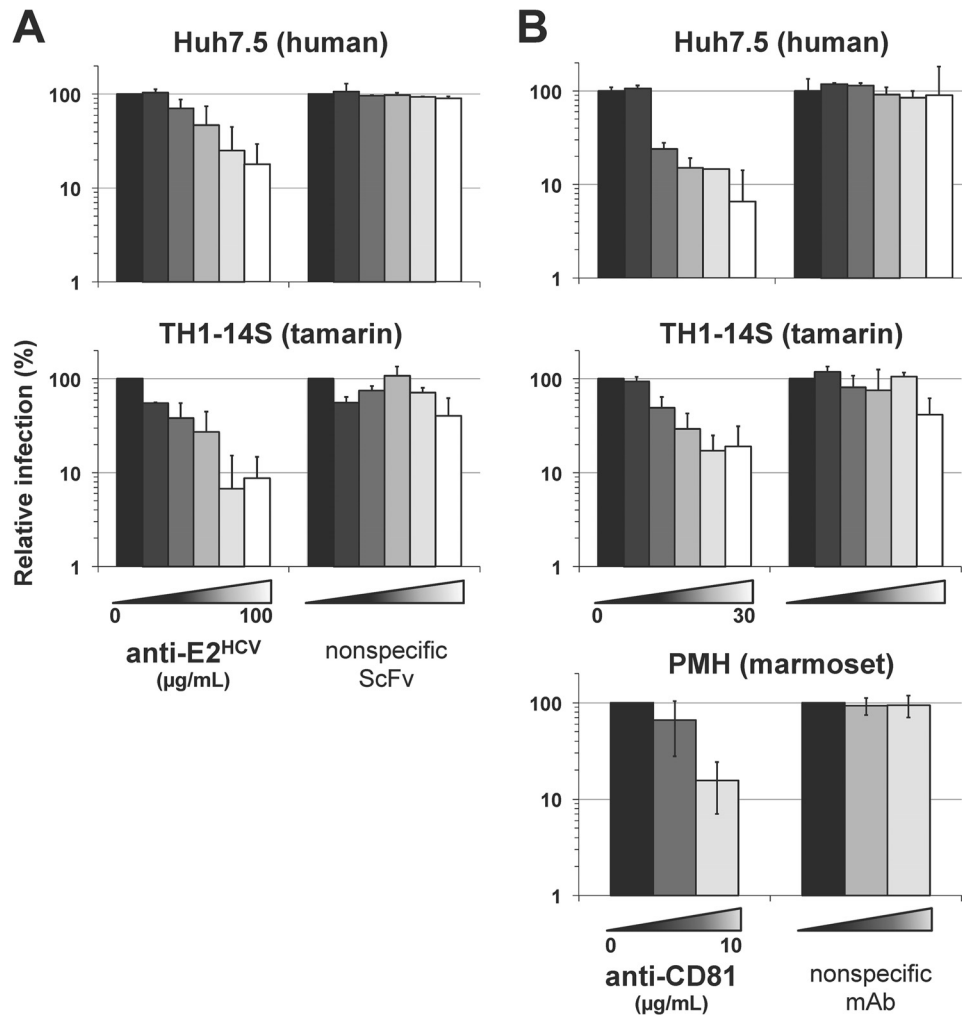 A
Huh7.5 (human)
100
10
1
TH1-14S (tamarin)
100
10
1
Relative infection (%)
0
100
anti-E2HCV
(µg/mL)
nonspecific
ScFv
B
Huh7.5 (human)
100
10
1
TH1-14S (tamarin)
100
10
1
0
30
PMH (marmoset)
100
10
1
0
10
anti-CD81
(µg/mL)
nonspecific
mAb